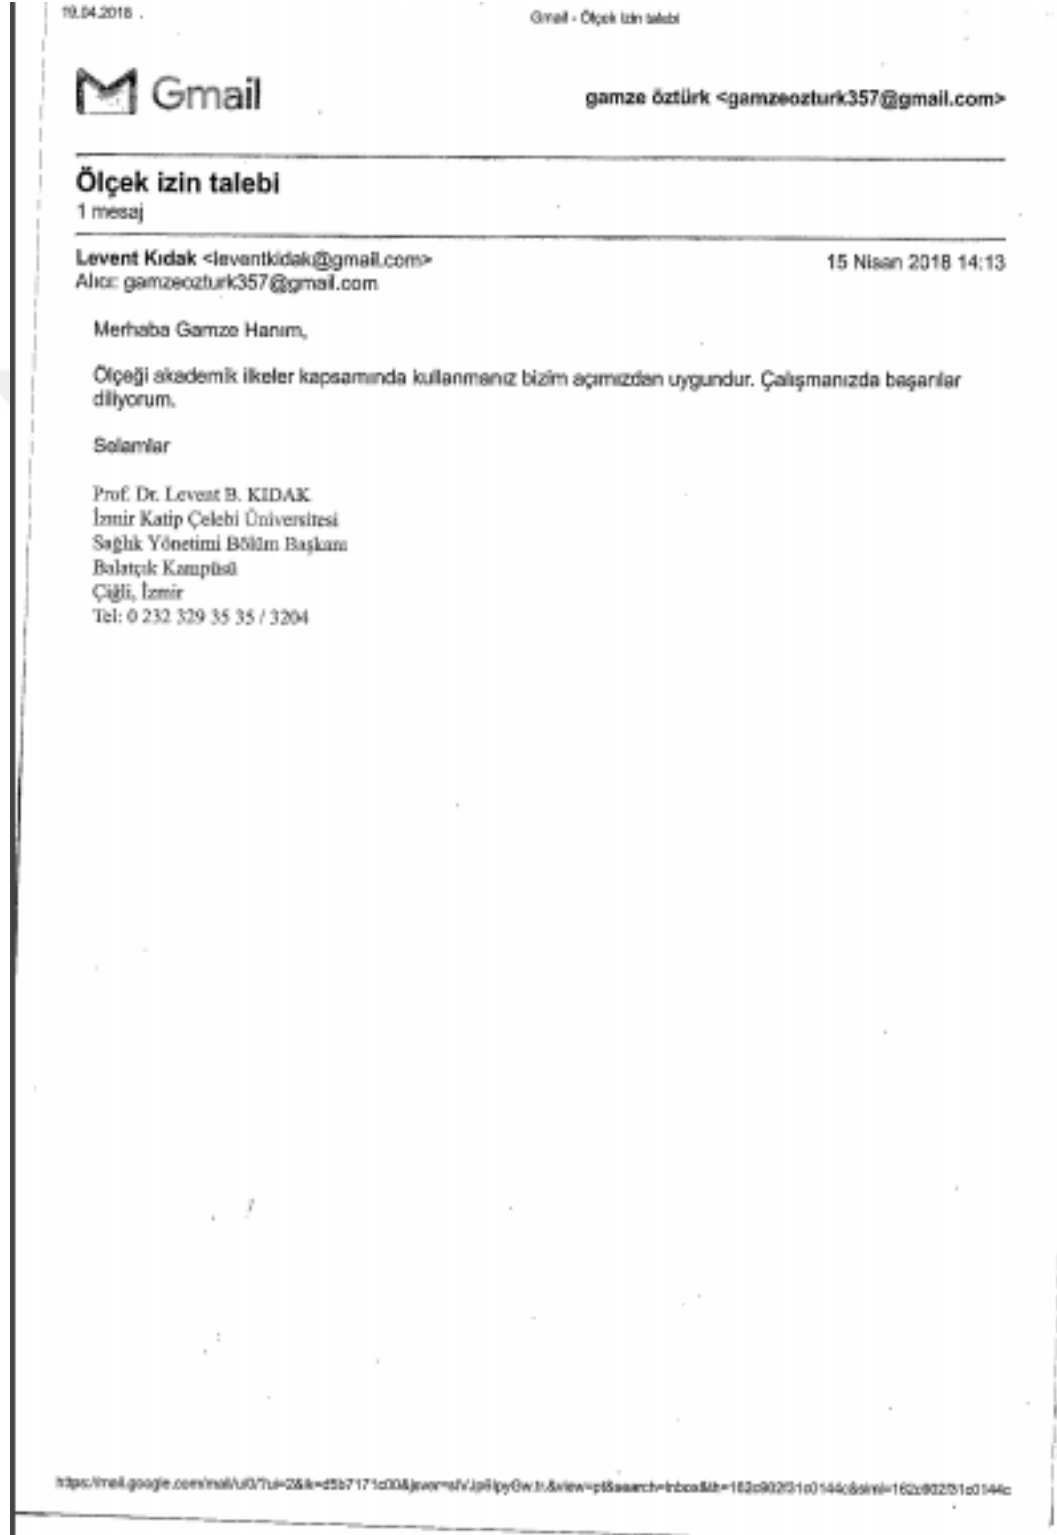 19.04.2018
Gmail - Ölçek izin talebi
Gmail
gamze öztürk <gamzeozturk357@gmail.com>
Ölçek izin talebi
1 mesaj
Levent Kıdak <leventkidak@gmail.com>
15 Nisan 2018 14:13
Alıcı: gamzeozturk357@gmail.com
Merhaba Gamze Hanım,
Ölçeği akademik ilkeler kapsamında kullanmanız bizim açımızdan uygundur. Çalışmanızda başarılar
diliyorum.
Selamlar
Prof. Dr. Levent B. KIDAK
İzmir Katip Çelebi Üniversitesi
Sağlık Yönetimi Bölüm Başkanı
Balatçık Kampüsü
Çiğli, İzmir
Tel: 0 232 329 35 35 / 3204